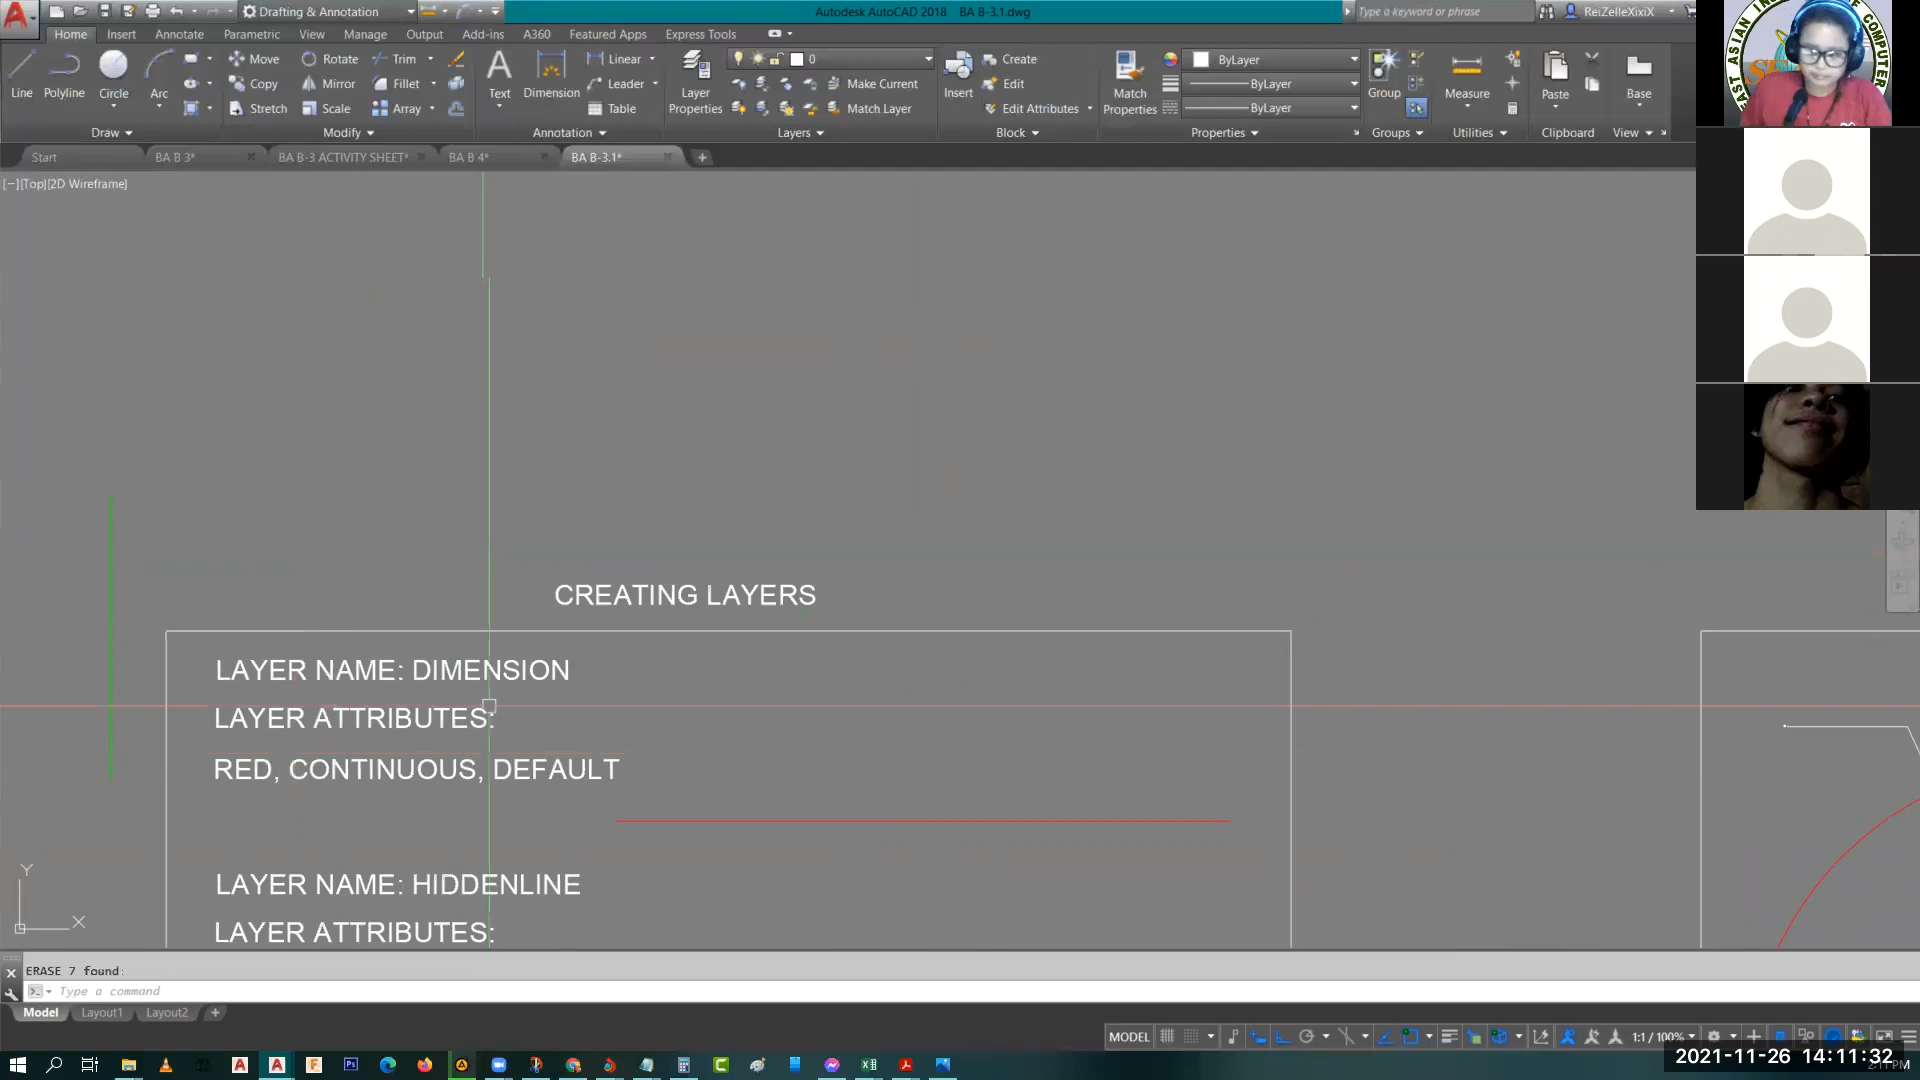 Drafting & Annotation
Autodesk AutoCAD 2018 BA B-3.1.dwg
Type a keyword or phrase
ReiZelleXixiX
Home Insert Annotate Parametric View Manage Output Add-ins A360 Featured Apps Express Tools
Line Polyline Circle Arc
Move Rotate Trim
Copy Mirror Fillet
Stretch Scale Array
Text Dimension
Linear
Leader
Table
Layer Properties
0
Make Current
Match Layer
Insert
Create
Edit
Edit Attributes
Match Properties
ByLayer
ByLayer
ByLayer
Group
Measure
Paste
Base
Draw Modify Annotation Layers Block Properties Groups Utilities Clipboard View
Start BA B 3* BA B-3 ACTIVITY SHEET* BA B 4* BA B-3.1*
[−][Top][2D Wireframe]
CREATING LAYERS
LAYER NAME: DIMENSION
LAYER ATTRIBUTES:
RED, CONTINUOUS, DEFAULT
LAYER NAME: HIDDENLINE
LAYER ATTRIBUTES:
Y
X
ERASE 7 found
Type a command
Model Layout1 Layout2
MODEL
1:1 / 100%
2021-11-26 14:11:32